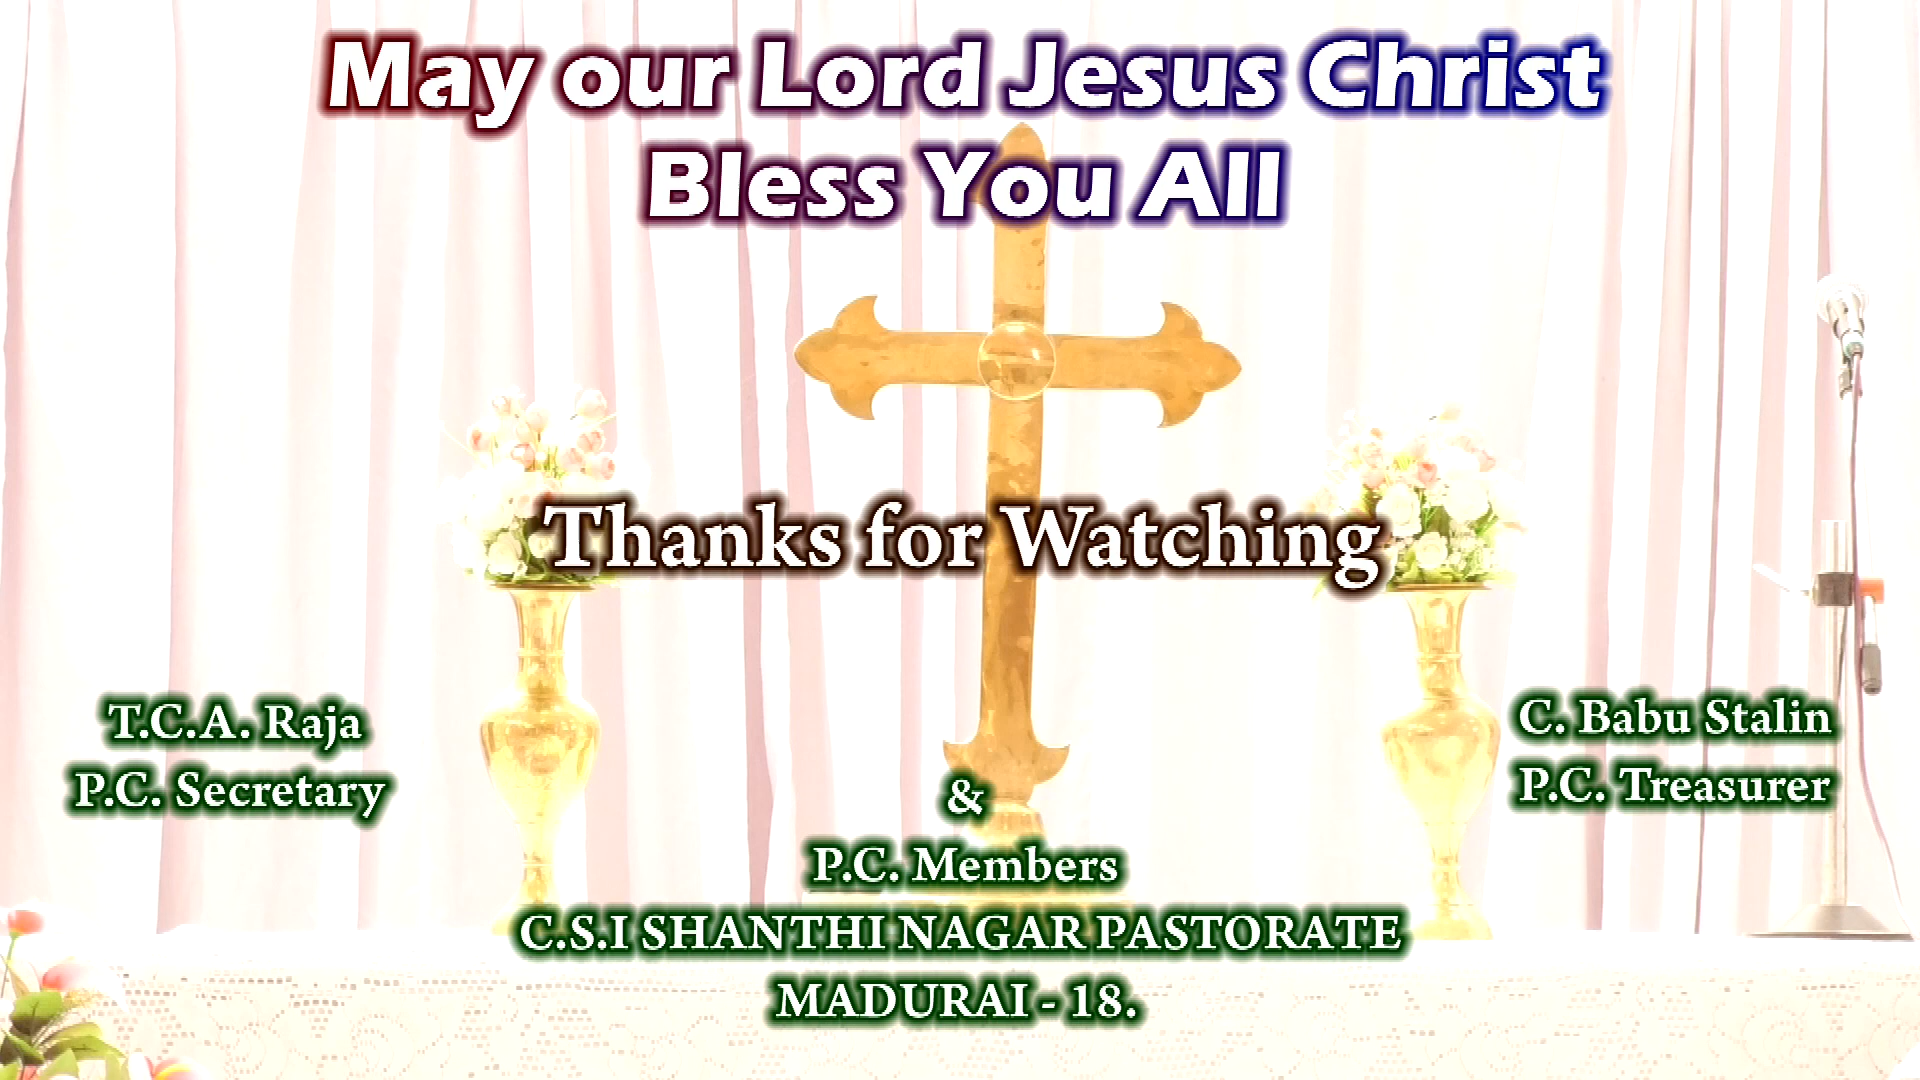 May our Lord Jesus Christ
Bless You All
Thanks for Watching
T.C.A. Raja
P.C. Secretary
C. Babu Stalin
P.C. Treasurer
&
P.C. Members
C.S.I SHANTHI NAGAR PASTORATE
MADURAI - 18.